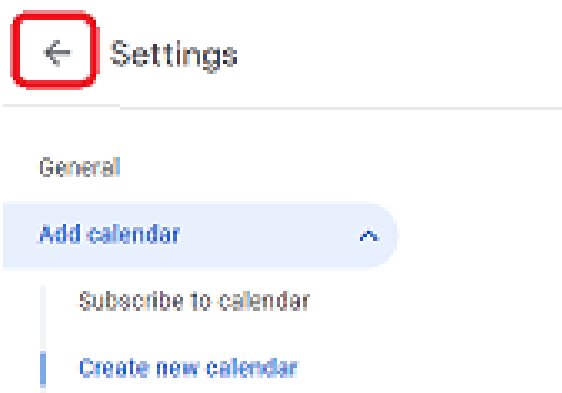 Settings
General
Add calendar
Subscribe to calendar
Create new calendar